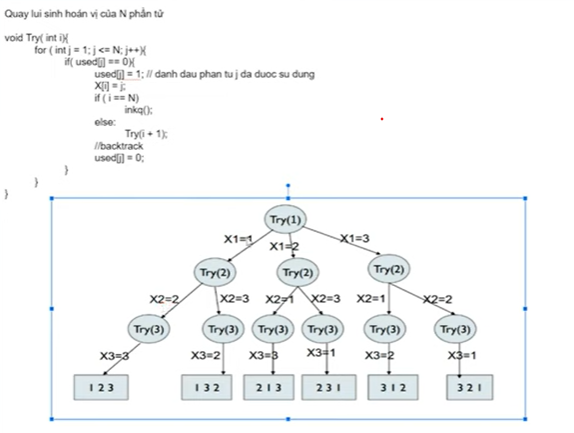 Quay lui sinh hoán vị của N phần tử
void Try( int i){
for ( int j = 1; j <= N; j++){
if( used[j] == 0){
used[j] = 1; // danh dau phan tu j da duoc su dung
X[i] = j;
if ( i == N)
inkq();
else:
Try(i + 1);
//backtrack
used[j] = 0;
}
}
}
Try(1)
X1=1 X1=2 X1=3
Try(2) Try(2) Try(2)
X2=2 X2=3 X2=1 X2=3 X2=1 X2=2
Try(3) Try(3) Try(3) Try(3) Try(3) Try(3)
X3=3 X3=2 X3=3 X3=1 X3=2 X3=1
1 2 3 1 3 2 2 1 3 2 3 1 3 1 2 3 2 1